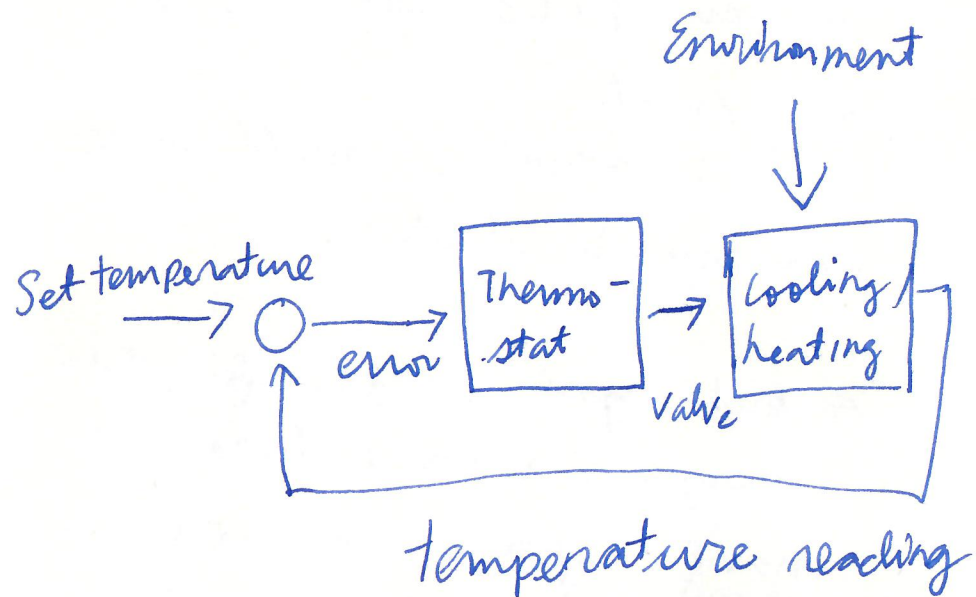 Environment
Set temperature
error
Thermo-
stat
valve
cooling/
heating
temperature reading